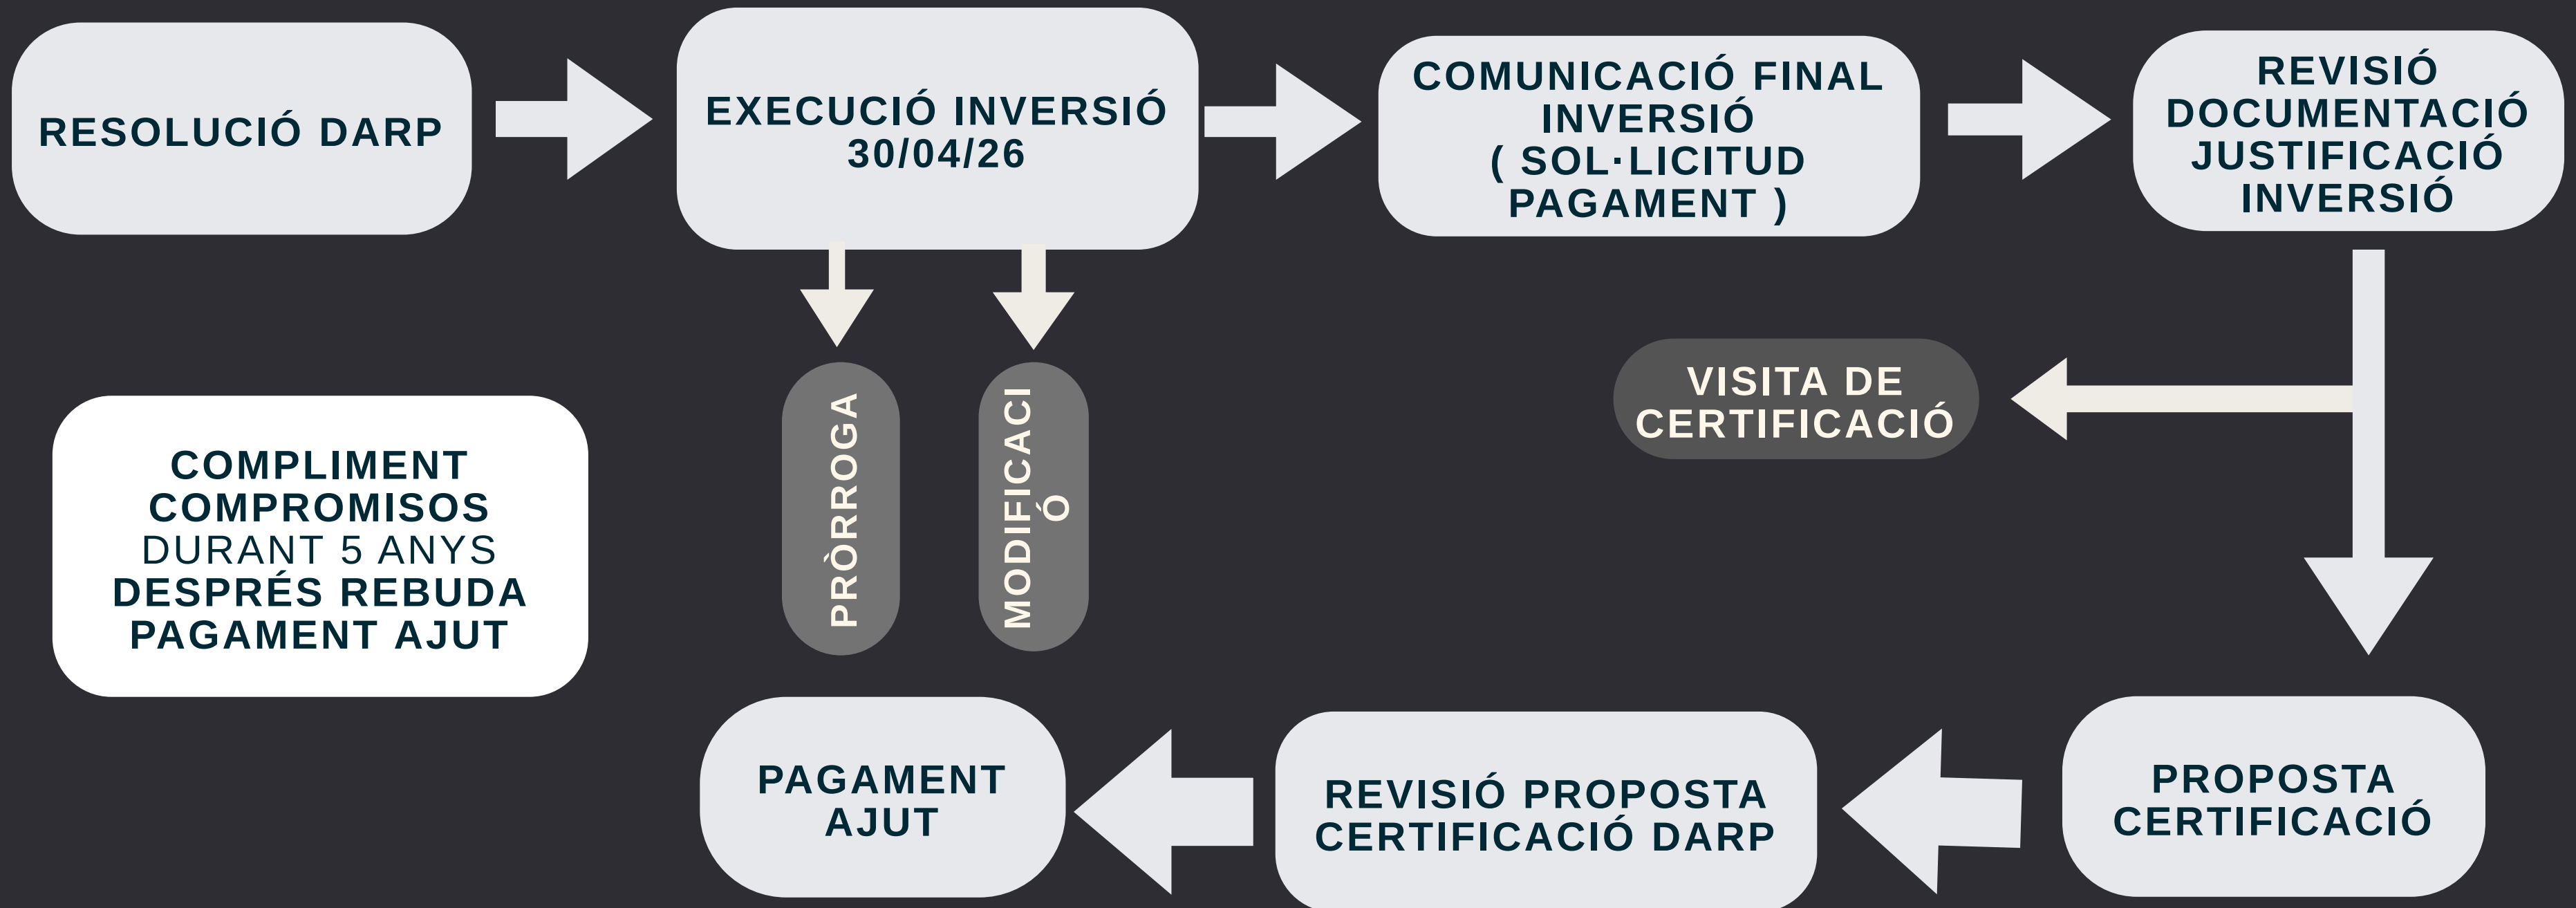 RESOLUCIÓ DARP
EXECUCIÓ INVERSIÓ
30/04/26
COMUNICACIÓ FINAL
INVERSIÓ
( SOL·LICITUD
PAGAMENT )
REVISIÓ
DOCUMENTACIÓ
JUSTIFICACIÓ
INVERSIÓ
PRÒRROGA
MODIFICACI
Ó
VISITA DE
CERTIFICACIÓ
COMPLIMENT
COMPROMISOS
DURANT 5 ANYS
DESPRÉS REBUDA
PAGAMENT AJUT
PAGAMENT
AJUT
REVISIÓ PROPOSTA
CERTIFICACIÓ DARP
PROPOSTA
CERTIFICACIÓ